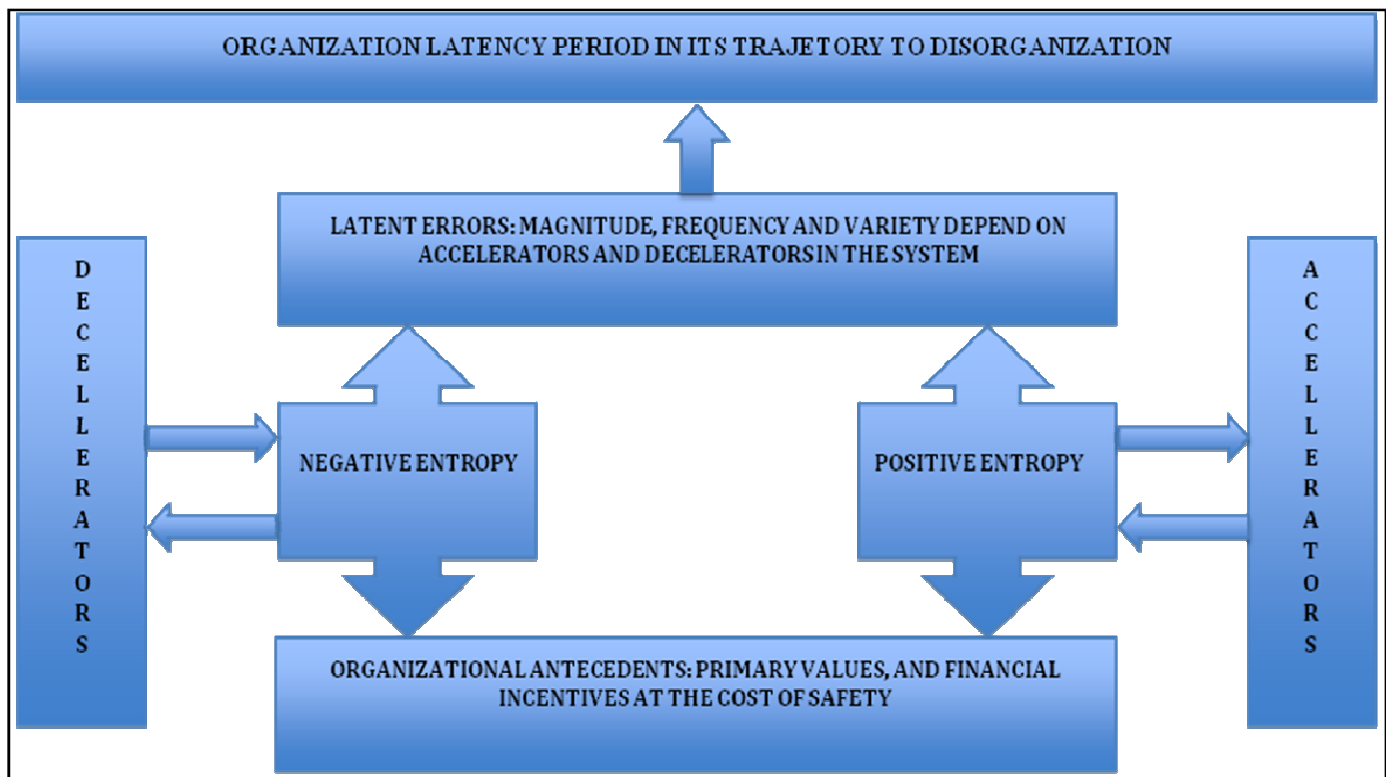 ORGANIZATION LATENCY PERIOD IN ITS TRAJETORY TO DISORGANIZATION
LATENT ERRORS: MAGNITUDE, FREQUENCY AND VARIETY DEPEND ON
ACCELERATORS AND DECELERATORS IN THE SYSTEM
DECELLERATORS
NEGATIVE ENTROPY
POSITIVE ENTROPY
ACCELLERATORS
ORGANIZATIONAL ANTECEDENTS: PRIMARY VALUES, AND FINANCIAL
INCENTIVES AT THE COST OF SAFETY